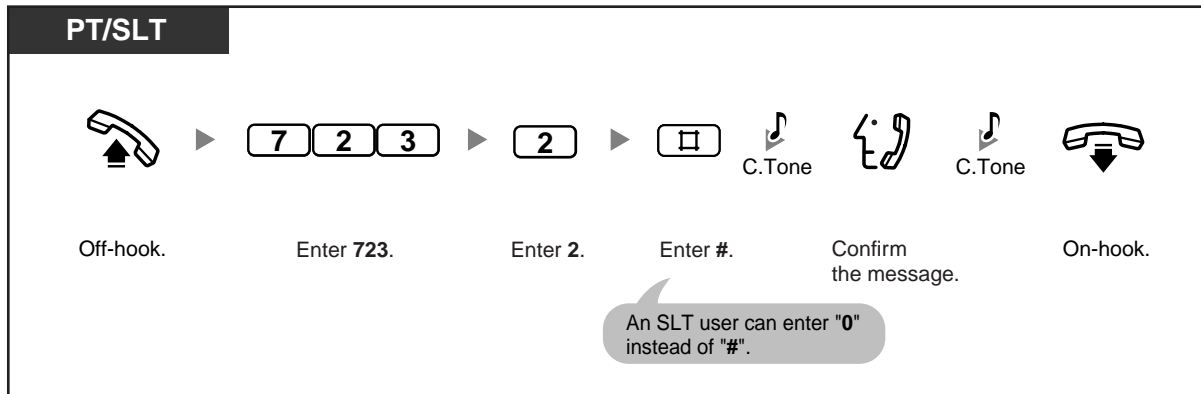 PT/SLT
7 2 3
2
#
C.Tone
C.Tone
Off-hook.
Enter 723.
Enter 2.
Enter #.
Confirm
the message.
On-hook.
An SLT user can enter "0"
instead of "#".